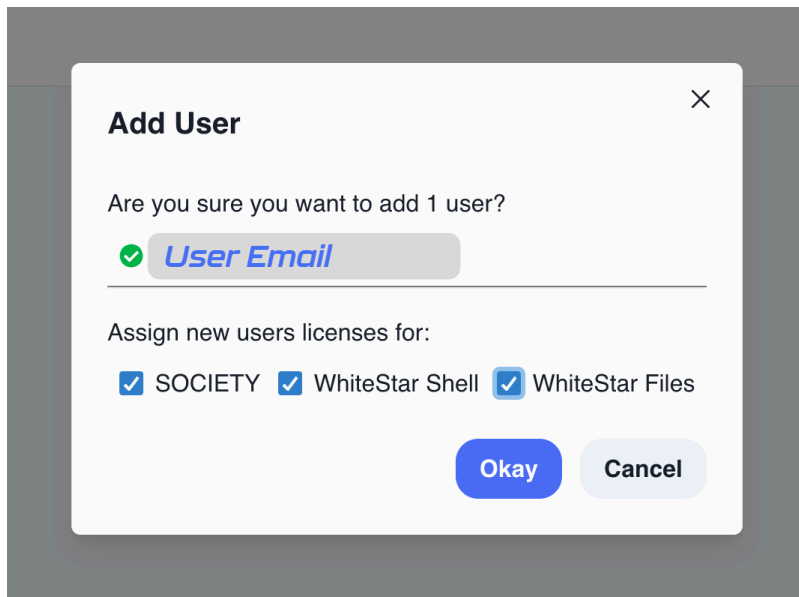 Add User
Are you sure you want to add 1 user?
User Email
Assign new users licenses for:
SOCIETY WhiteStar Shell WhiteStar Files
Okay Cancel